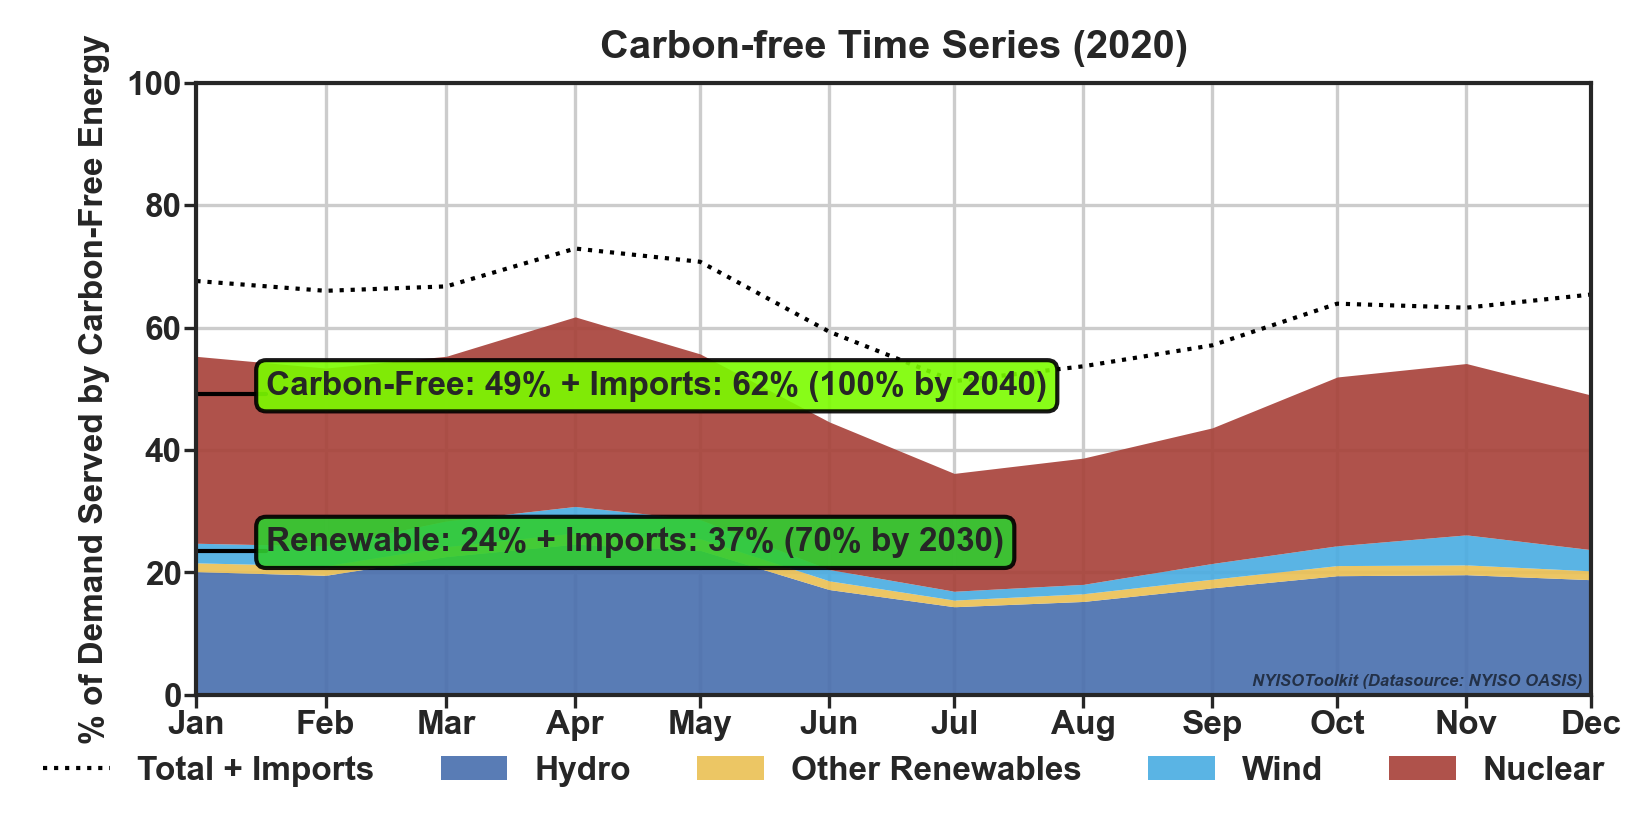 Carbon-free Time Series (2020)
% of Demand Served by Carbon-Free Energy
100
80
60
40
20
0
Carbon-Free: 49% + Imports: 62% (100% by 2040)
Renewable: 24% + Imports: 37% (70% by 2030)
NYISOToolkit (Datasource: NYISO OASIS)
Jan Feb Mar Apr May Jun Jul Aug Sep Oct Nov Dec
Total + Imports Hydro Other Renewables Wind Nuclear